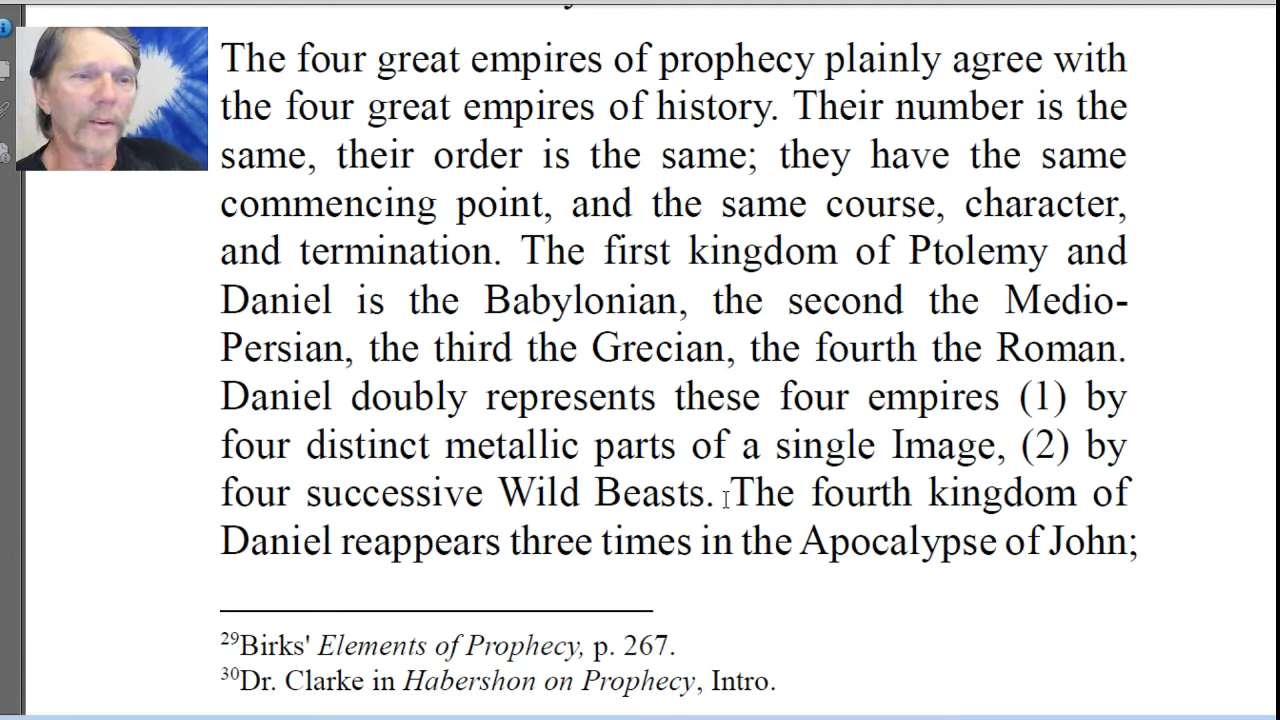 The four great empires of prophecy plainly agree with
the four great empires of history. Their number is the
same, their order is the same; they have the same
commencing point, and the same course, character,
and termination. The first kingdom of Ptolemy and
Daniel is the Babylonian, the second the Medio-
Persian, the third the Grecian, the fourth the Roman.
Daniel doubly represents these four empires (1) by
four distinct metallic parts of a single Image, (2) by
four successive Wild Beasts. The fourth kingdom of
Daniel reappears three times in the Apocalypse of John;
29Birks' Elements of Prophecy, p. 267.
30Dr. Clarke in Habershon on Prophecy, Intro.